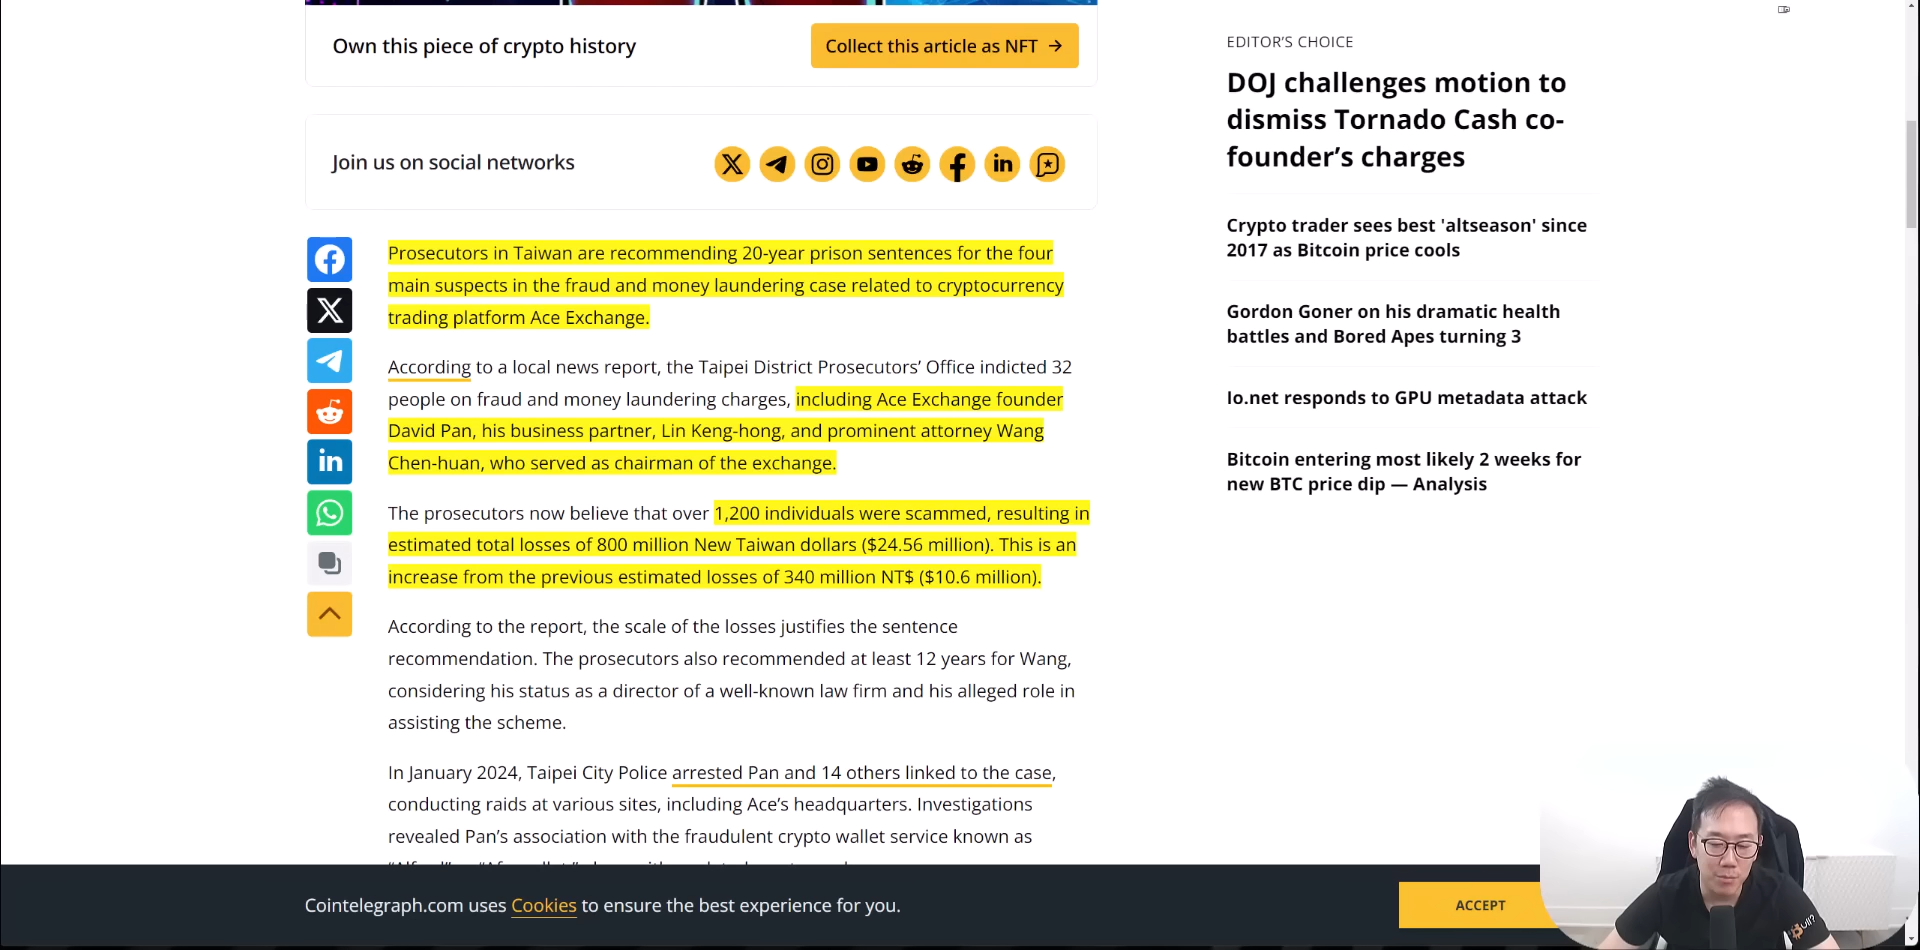 Own this piece of crypto history
Collect this article as NFT →
Join us on social networks
Prosecutors in Taiwan are recommending 20-year prison sentences for the four
main suspects in the fraud and money laundering case related to cryptocurrency
trading platform Ace Exchange.
According to a local news report, the Taipei District Prosecutors’ Office indicted 32
people on fraud and money laundering charges, including Ace Exchange founder
David Pan, his business partner, Lin Keng-hong, and prominent attorney Wang
Chen-huan, who served as chairman of the exchange.
The prosecutors now believe that over 1,200 individuals were scammed, resulting in
estimated total losses of 800 million New Taiwan dollars ($24.56 million). This is an
increase from the previous estimated losses of 340 million NT$ ($10.6 million).
According to the report, the scale of the losses justifies the sentence
recommendation. The prosecutors also recommended at least 12 years for Wang,
considering his status as a director of a well-known law firm and his alleged role in
assisting the scheme.
In January 2024, Taipei City Police arrested Pan and 14 others linked to the case,
conducting raids at various sites, including Ace’s headquarters. Investigations
revealed Pan’s association with the fraudulent crypto wallet service known as
EDITOR’S CHOICE
DOJ challenges motion to
dismiss Tornado Cash co-
founder’s charges
Crypto trader sees best 'altseason' since
2017 as Bitcoin price cools
Gordon Goner on his dramatic health
battles and Bored Apes turning 3
Io.net responds to GPU metadata attack
Bitcoin entering most likely 2 weeks for
new BTC price dip — Analysis
Cointelegraph.com uses Cookies to ensure the best experience for you.
ACCEPT